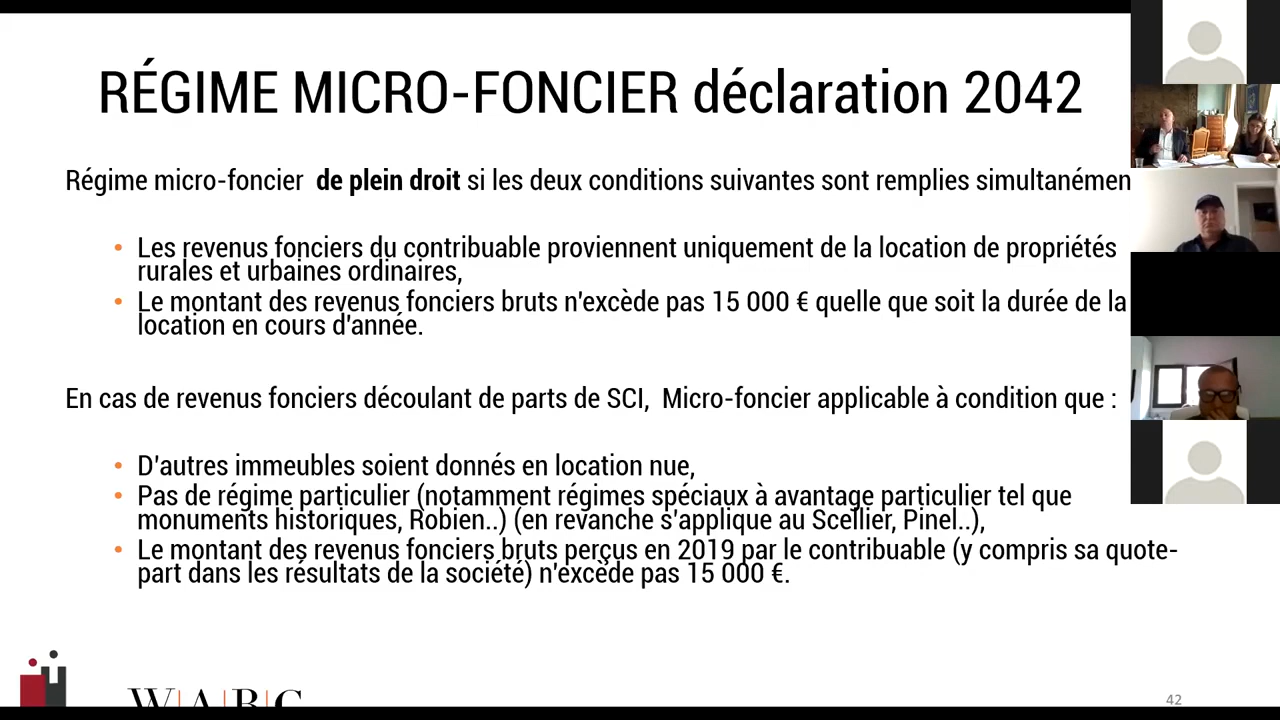 RÉGIME MICRO-FONCIER déclaration 2042
Régime micro-foncier de plein droit si les deux conditions suivantes sont remplies simultanémen
• Les revenus fonciers du contribuable proviennent uniquement de la location de propriétés
rurales et urbaines ordinaires,
• Le montant des revenus fonciers bruts n'excède pas 15 000 € quelle que soit la durée de la
location en cours d'année.
En cas de revenus fonciers découlant de parts de SCI, Micro-foncier applicable à condition que :
• D'autres immeubles soient donnés en location nue,
• Pas de régime particulier (notamment régimes spéciaux à avantage particulier tel que
monuments historiques, Robien..) (en revanche s'applique au Scellier, Pinel..),
• Le montant des revenus fonciers bruts perçus en 2019 par le contribuable (y compris sa quote-
part dans les résultats de la société) n'excède pas 15 000 €.
W|A|B|C
42